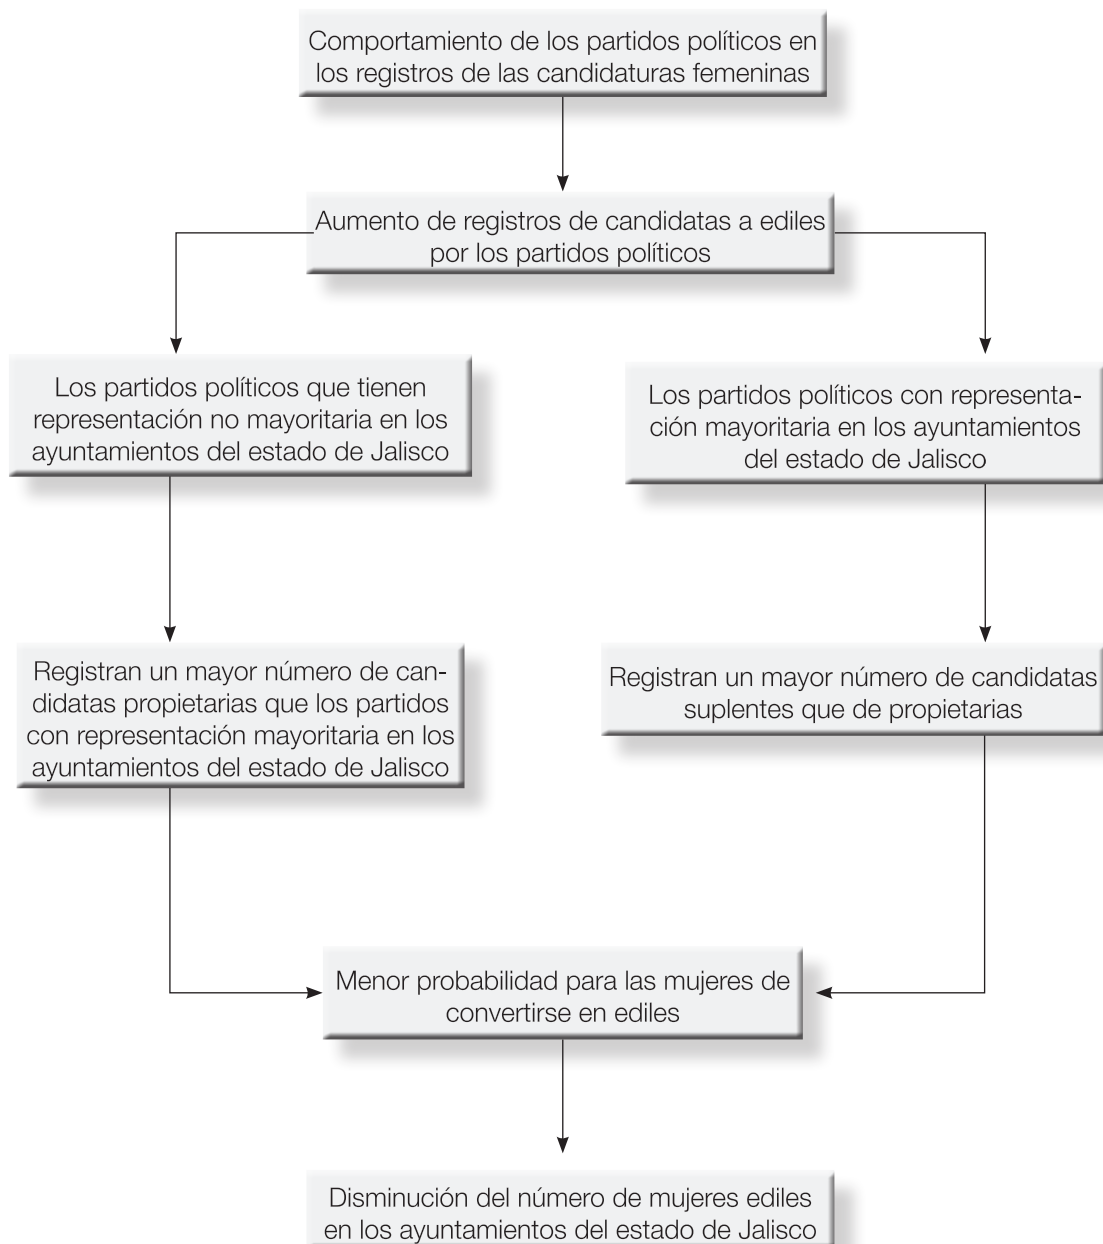 Comportamiento de los partidos políticos en
los registros de las candidaturas femeninas
Aumento de registros de candidatas a ediles
por los partidos políticos
Los partidos políticos que tienen
representación no mayoritaria en los
ayuntamientos del estado de Jalisco
Los partidos políticos con representa-
ción mayoritaria en los ayuntamientos
del estado de Jalisco
Registran un mayor número de can-
didatas propietarias que los partidos
con representación mayoritaria en los
ayuntamientos del estado de Jalisco
Registran un mayor número de candidatas
suplentes que de propietarias
Menor probabilidad para las mujeres de
convertirse en ediles
Disminución del número de mujeres ediles
en los ayuntamientos del estado de Jalisco